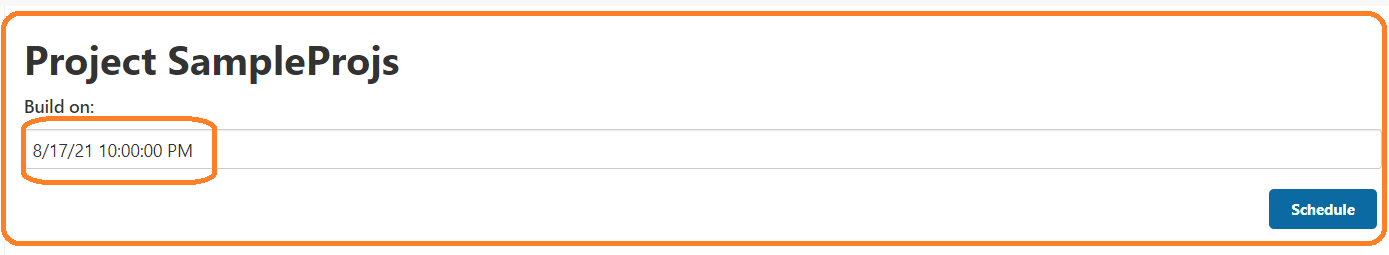 Project SampleProjs
Build on:
8/17/21 10:00:00 PM
Schedule